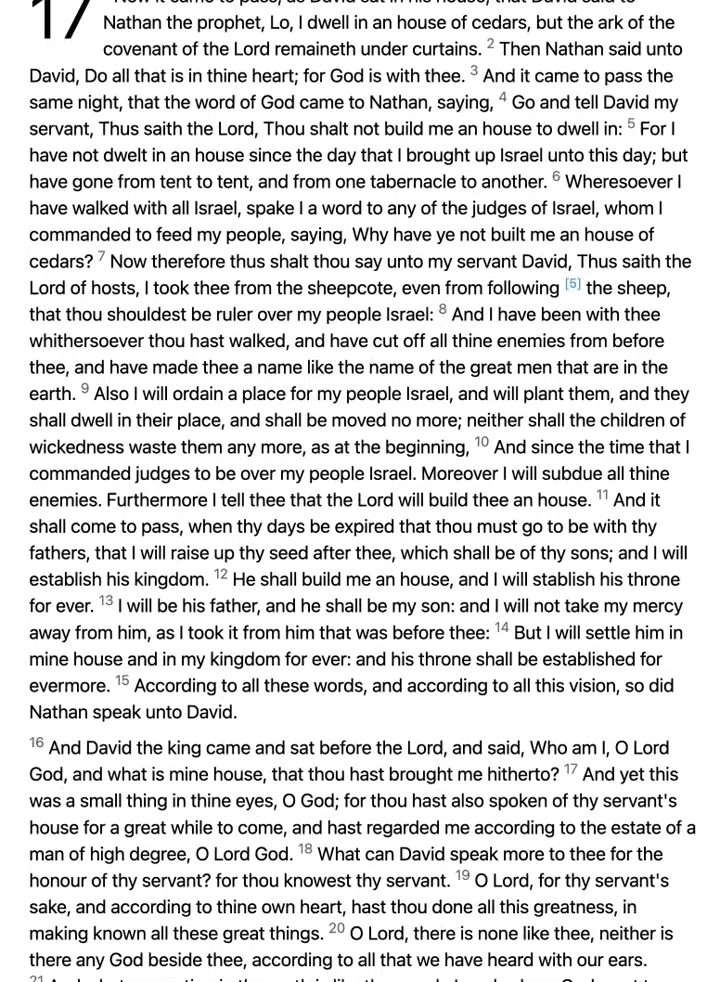 17 Now it came to pass, as David sat in his house, that David said to
Nathan the prophet, Lo, I dwell in an house of cedars, but the ark of the
covenant of the Lord remaineth under curtains. 2 Then Nathan said unto
David, Do all that is in thine heart; for God is with thee. 3 And it came to pass the
same night, that the word of God came to Nathan, saying, 4 Go and tell David my
servant, Thus saith the Lord, Thou shalt not build me an house to dwell in: 5 For I
have not dwelt in an house since the day that I brought up Israel unto this day; but
have gone from tent to tent, and from one tabernacle to another. 6 Wheresoever I
have walked with all Israel, spake I a word to any of the judges of Israel, whom I
commanded to feed my people, saying, Why have ye not built me an house of
cedars? 7 Now therefore thus shalt thou say unto my servant David, Thus saith the
Lord of hosts, I took thee from the sheepcote, even from following [5] the sheep,
that thou shouldest be ruler over my people Israel: 8 And I have been with thee
whithersoever thou hast walked, and have cut off all thine enemies from before
thee, and have made thee a name like the name of the great men that are in the
earth. 9 Also I will ordain a place for my people Israel, and will plant them, and they
shall dwell in their place, and shall be moved no more; neither shall the children of
wickedness waste them any more, as at the beginning, 10 And since the time that I
commanded judges to be over my people Israel. Moreover I will subdue all thine
enemies. Furthermore I tell thee that the Lord will build thee an house. 11 And it
shall come to pass, when thy days be expired that thou must go to be with thy
fathers, that I will raise up thy seed after thee, which shall be of thy sons; and I will
establish his kingdom. 12 He shall build me an house, and I will stablish his throne
for ever. 13 I will be his father, and he shall be my son: and I will not take my mercy
away from him, as I took it from him that was before thee: 14 But I will settle him in
mine house and in my kingdom for ever: and his throne shall be established for
evermore. 15 According to all these words, and according to all this vision, so did
Nathan speak unto David.
16 And David the king came and sat before the Lord, and said, Who am I, O Lord
God, and what is mine house, that thou hast brought me hitherto? 17 And yet this
was a small thing in thine eyes, O God; for thou hast also spoken of thy servant's
house for a great while to come, and hast regarded me according to the estate of a
man of high degree, O Lord God. 18 What can David speak more to thee for the
honour of thy servant? for thou knowest thy servant. 19 O Lord, for thy servant's
sake, and according to thine own heart, hast thou done all this greatness, in
making known all these great things. 20 O Lord, there is none like thee, neither is
there any God beside thee, according to all that we have heard with our ears.
21